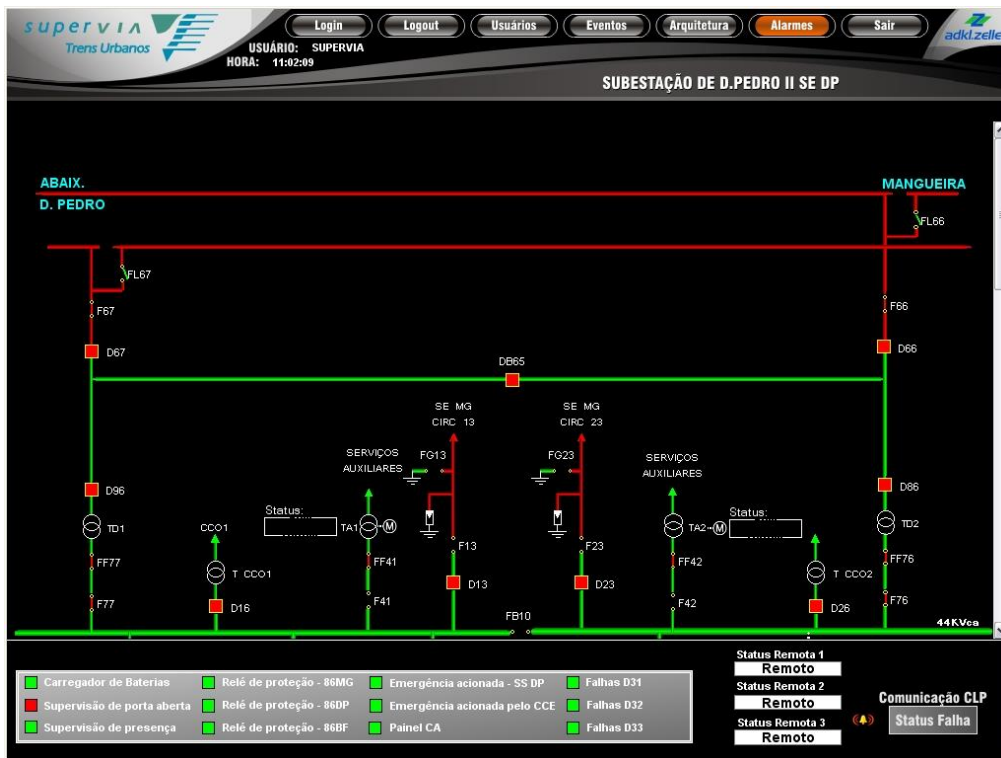 supervia
Trens Urbanos
Login
Logout
Usuários
Eventos
Arquitetura
Alarmes
Sair
adkl.zelle
USUÁRIO: SUPERVIA
HORA: 11:02:09
SUBESTAÇÃO DE D.PEDRO II SE DP
ABAIX.
MANGUEIRA
D. PEDRO
FL66
FL67
F67
F66
D67
D66
DB65
SE MG
CIRC 13
SE MG
CIRC 23
SERVIÇOS
AUXILIARES
FG13
FG23
SERVIÇOS
AUXILIARES
D96
D86
Status:
Status:
TD1
CCO1
TA1
M
TA2
M
TD2
F13
F23
FF77
T CCO1
FF41
FF42
T CCO2
FF76
D13
D23
F77
D16
F41
F42
D26
F76
FB10
44KVca
Carregador de Baterias
Relé de proteção - 86MG
Emergência acionada - SS DP
Falhas D31
Supervisão de porta aberta
Relé de proteção - 86DP
Emergência acionada pelo CCE
Falhas D32
Supervisão de presença
Relé de proteção - 86BF
Painel CA
Falhas D33
Status Remota 1
Remoto
Status Remota 2
Remoto
Status Remota 3
Remoto
Comunicação CLP
Status Falha